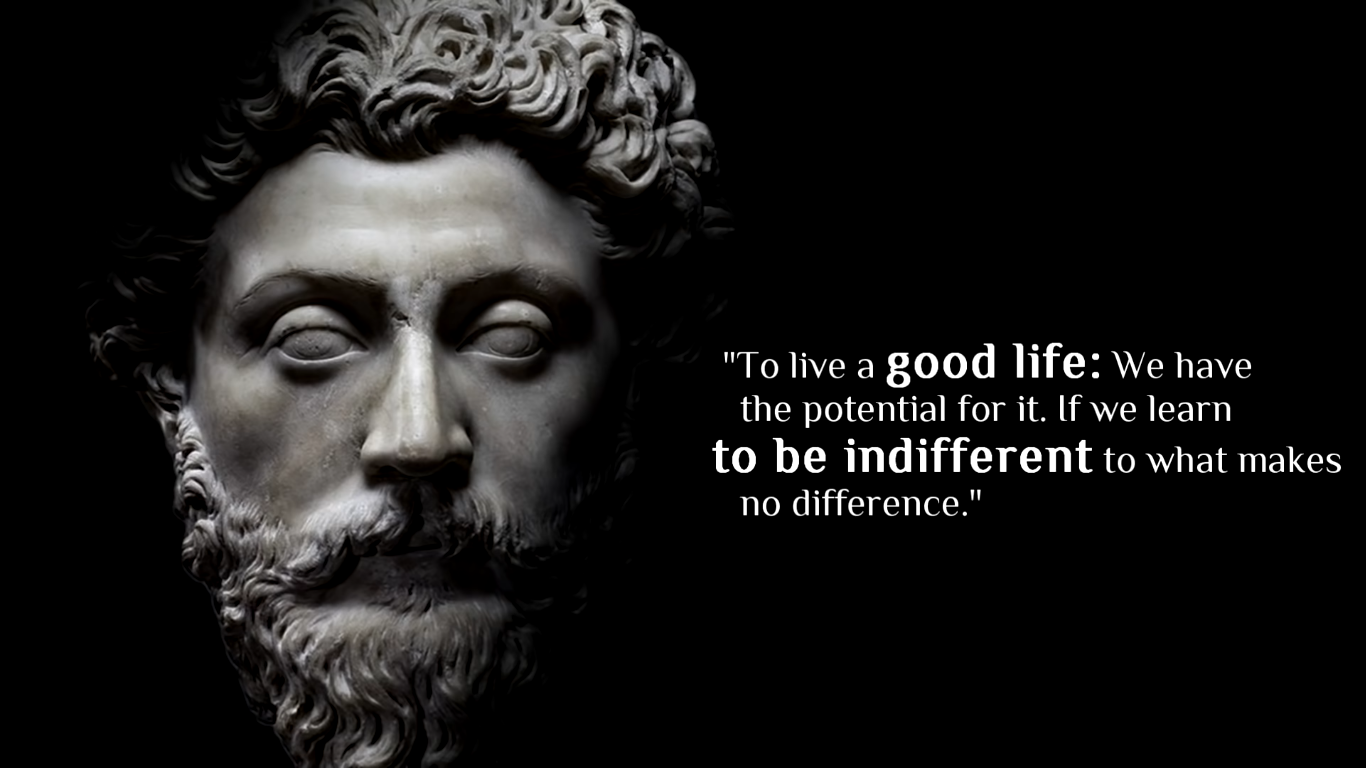 "To live a good life: We have
the potential for it. If we learn
to be indifferent to what makes
no difference."